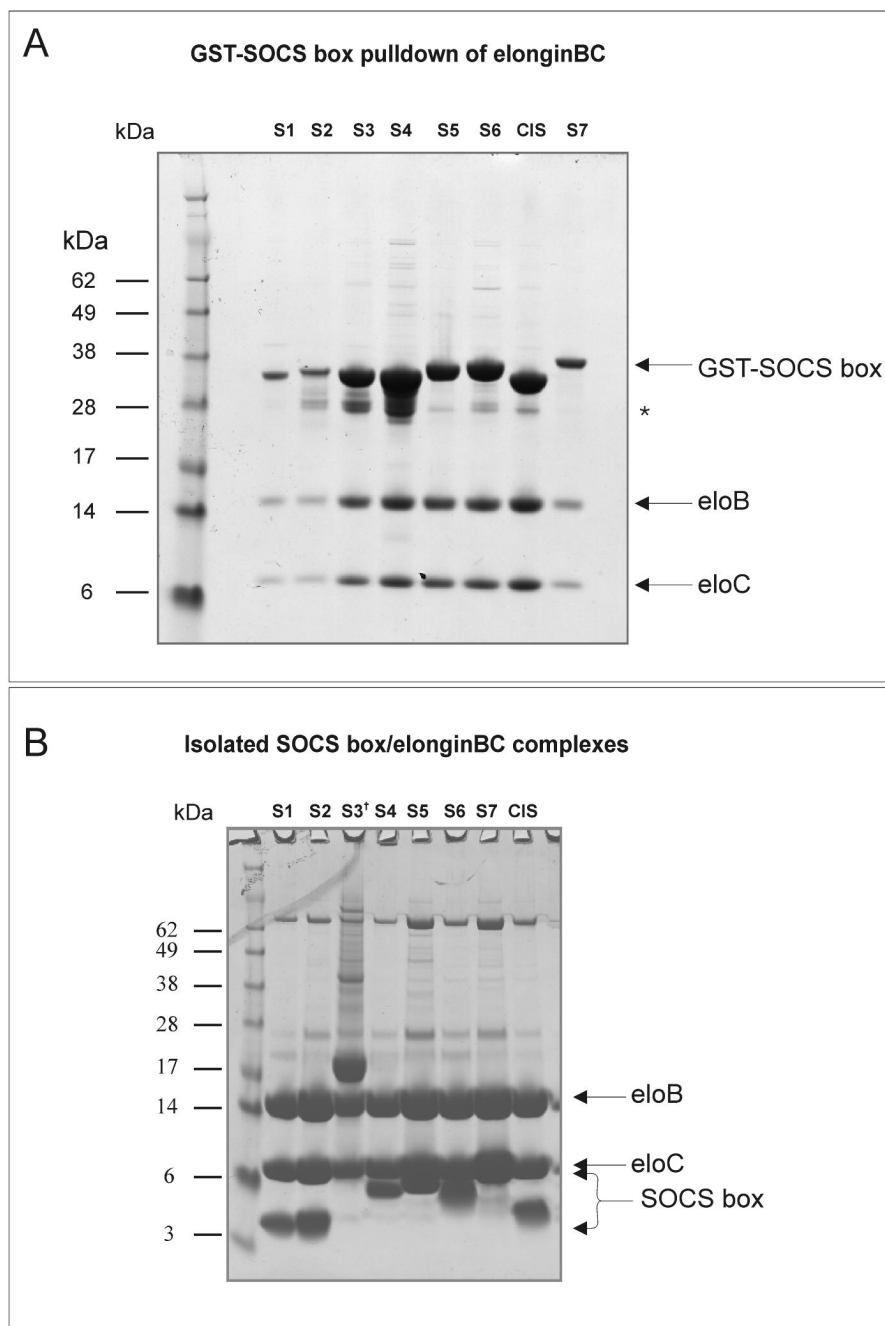 A
GST-SOCS box pulldown of elonginBC
kDa S1 S2 S3 S4 S5 S6 CIS S7
kDa
62
49
38
GST-SOCS box
28
*
17
14
eloB
6
eloC
B
Isolated SOCS box/elonginBC complexes
kDa S1 S2 S3† S4 S5 S6 S7 CIS
62
49
38
28
17
14
eloB
eloC
6
SOCS box
3